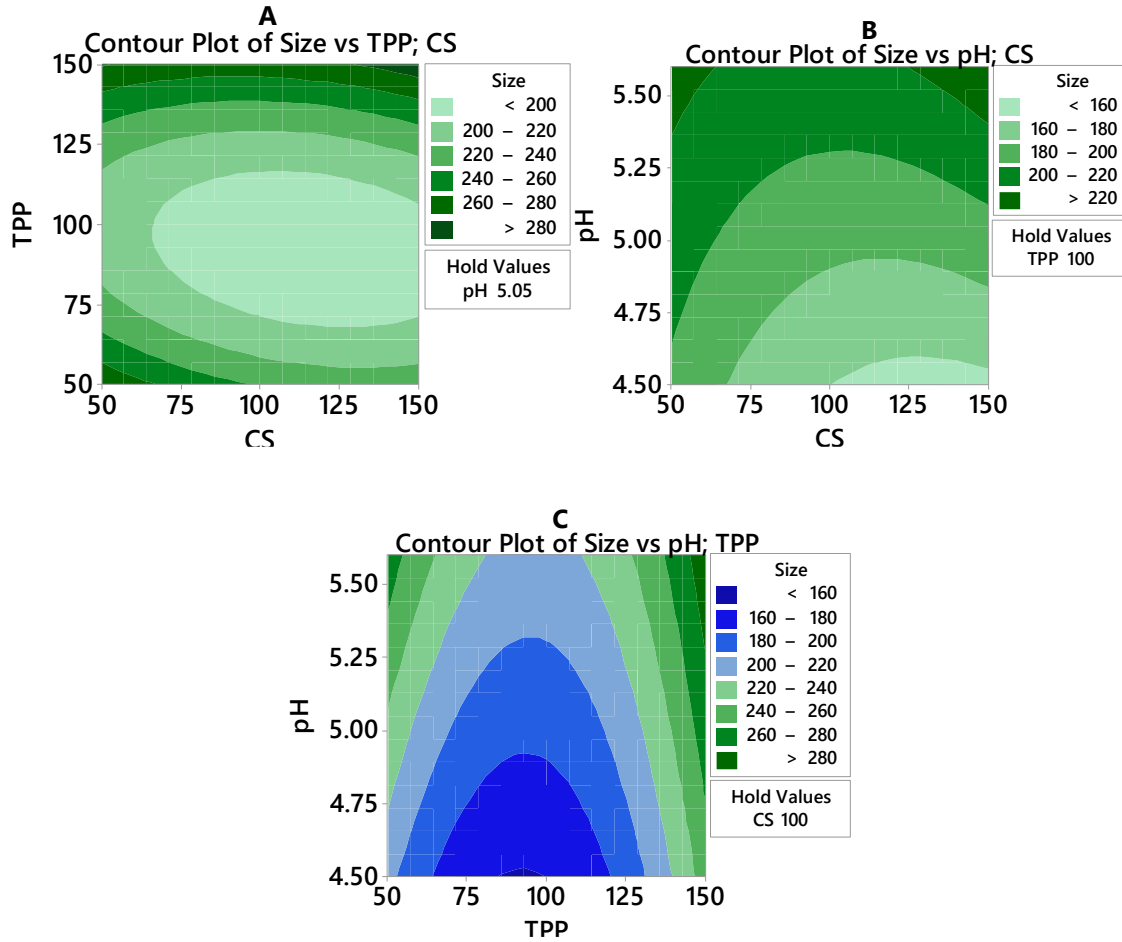 A
Contour Plot of Size vs TPP; CS
150
125
100
75
50
TPP
50 75 100 125 150
CS
Size
< 200
200 – 220
220 – 240
240 – 260
260 – 280
> 280
Hold Values
pH 5.05
B
Contour Plot of Size vs pH; CS
5.50
5.25
5.00
4.75
4.50
pH
50 75 100 125 150
CS
Size
< 160
160 – 180
180 – 200
200 – 220
> 220
Hold Values
TPP 100
C
Contour Plot of Size vs pH; TPP
5.50
5.25
5.00
4.75
4.50
pH
50 75 100 125 150
TPP
Size
< 160
160 – 180
180 – 200
200 – 220
220 – 240
240 – 260
260 – 280
> 280
Hold Values
CS 100